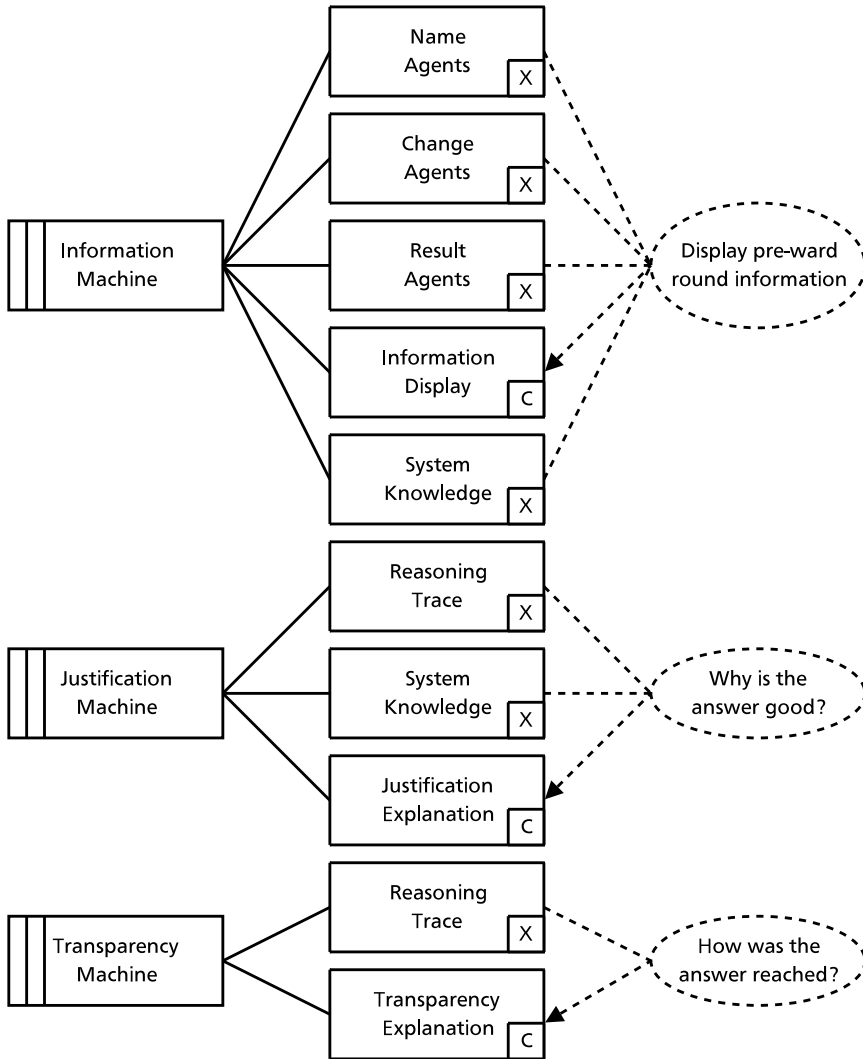 Name
Agents
X
Change
Agents
X
Information
Machine
Result
Agents
X
Display pre-ward
round information
Information
Display
C
System
Knowledge
X
Reasoning
Trace
X
Justification
Machine
System
Knowledge
X
Why is the
answer good?
Justification
Explanation
C
Reasoning
Trace
X
Transparency
Machine
How was the
answer reached?
Transparency
Explanation
C